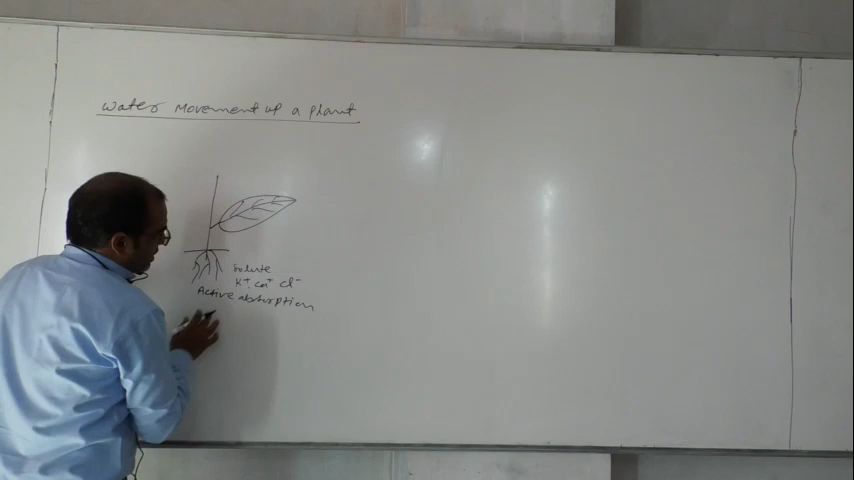 Water Movement up a plant
Solute
K+, Ca+ Cl-
Active absorption